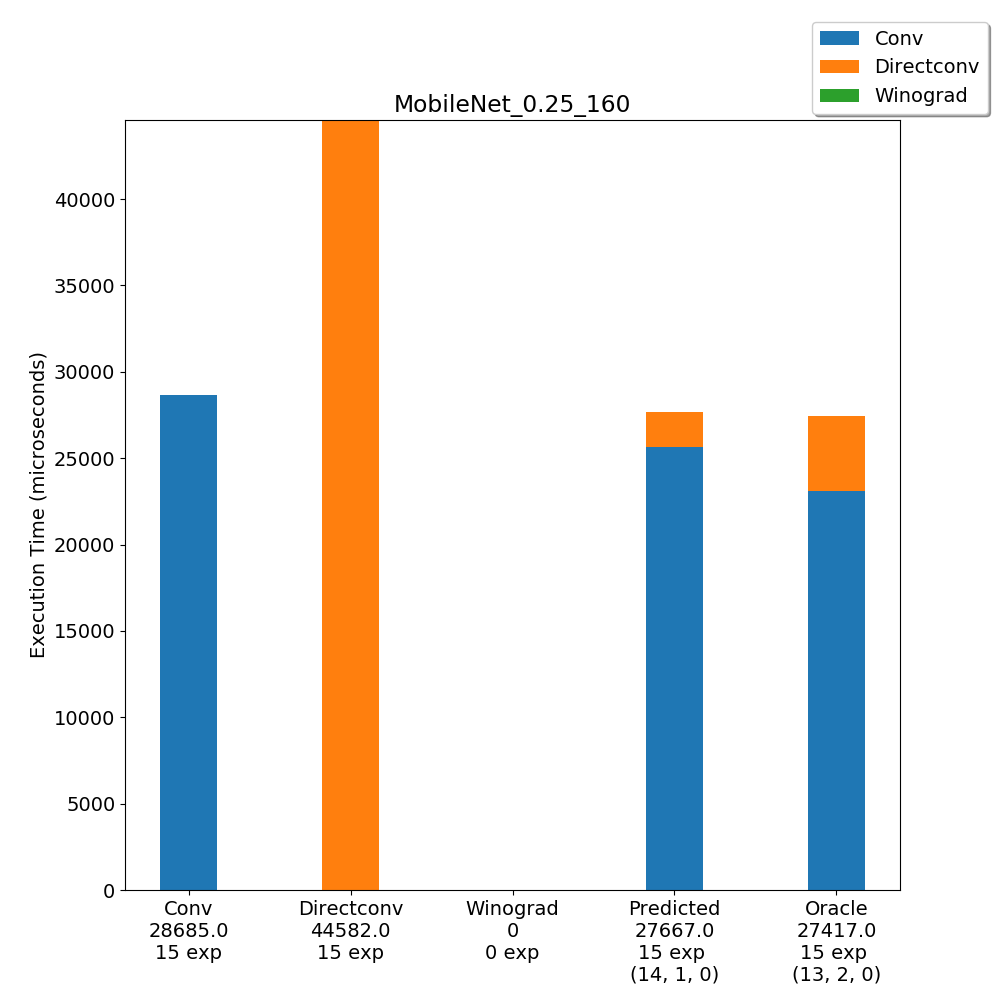 Conv
Directconv
Winograd
MobileNet_0.25_160
Execution Time (microseconds)
40000
35000
30000
25000
20000
15000
10000
5000
0
Conv
28685.0
15 exp
Directconv
44582.0
15 exp
Winograd
0
0 exp
Predicted
27667.0
15 exp
(14, 1, 0)
Oracle
27417.0
15 exp
(13, 2, 0)